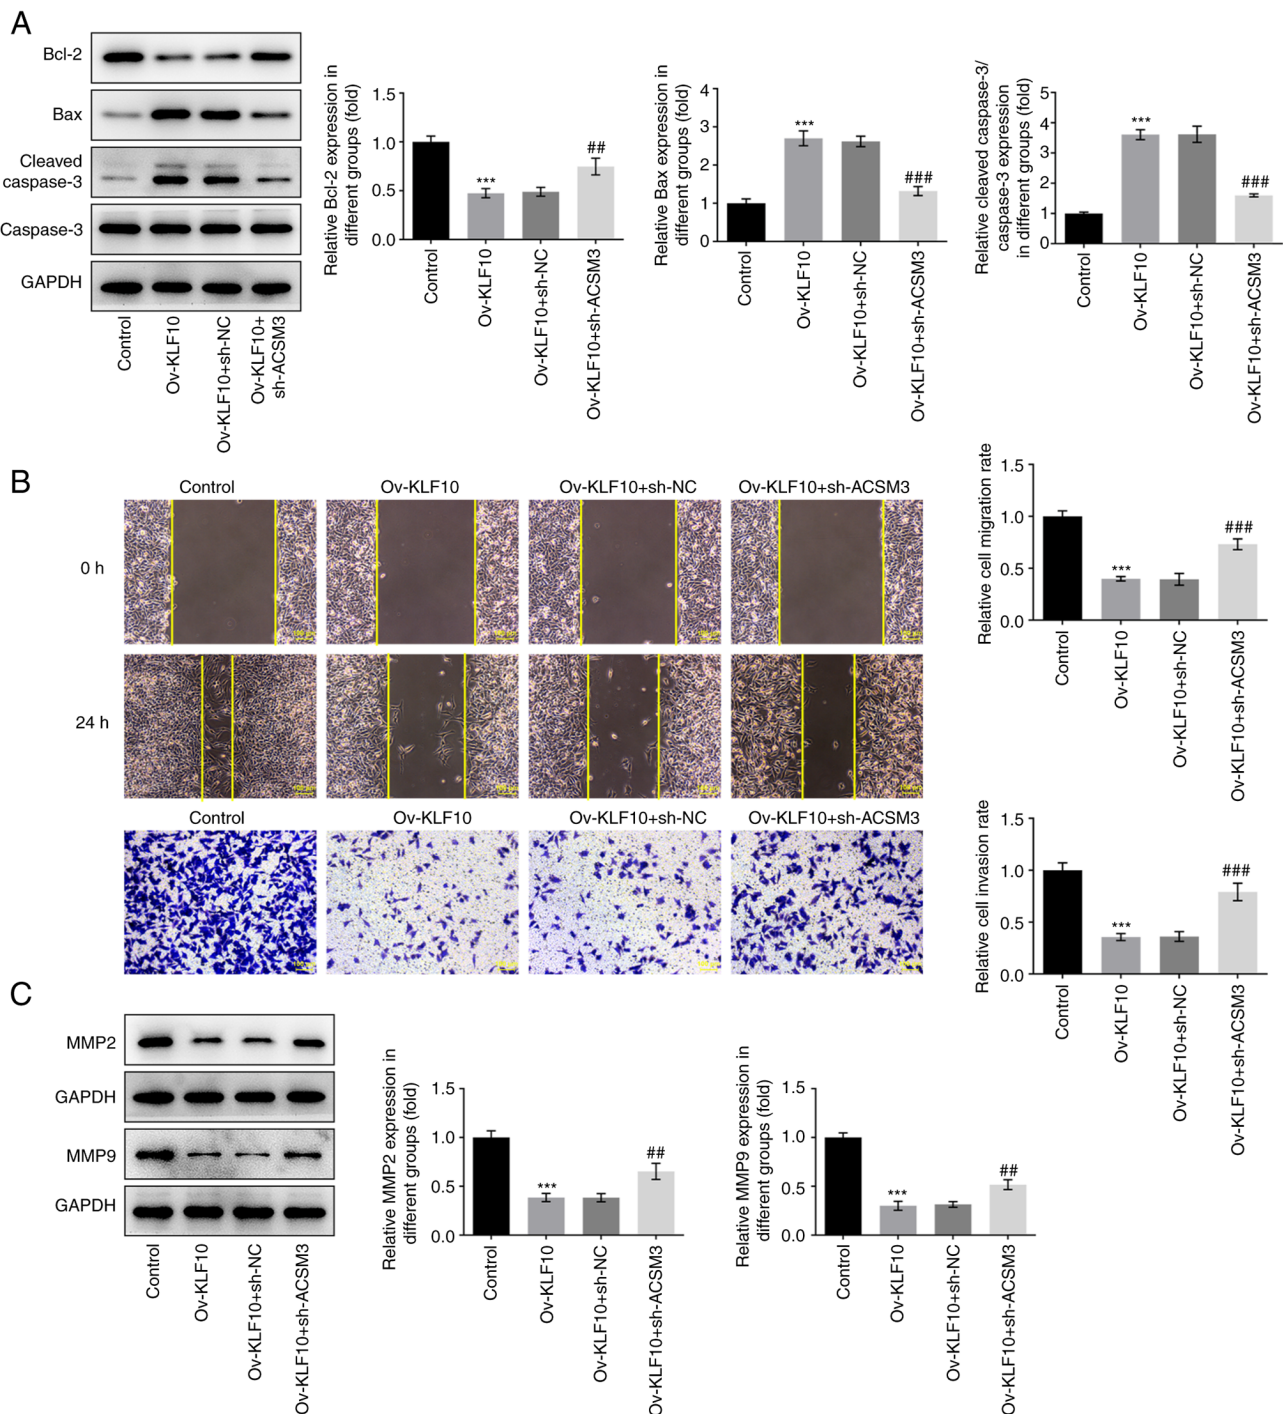 A
Bcl-2
Bax
Cleaved
caspase-3
Caspase-3
GAPDH
Control
Ov-KLF10
Ov-KLF10+sh-NC
Ov-KLF10+
sh-ACSM3
Relative Bcl-2 expression in
different groups (fold)
1.5
1.0
0.5
0.0
***
##
Control
Ov-KLF10
Ov-KLF10+sh-NC
Ov-KLF10+sh-ACSM3
Relative Bax expression in
different groups (fold)
4
3
2
1
0
***
###
Control
Ov-KLF10
Ov-KLF10+sh-NC
Ov-KLF10+sh-ACSM3
Relative cleaved caspase-3/
caspase-3 expression
in different groups (fold)
5
4
3
2
1
0
***
###
Control
Ov-KLF10
Ov-KLF10+sh-NC
Ov-KLF10+sh-ACSM3
B
Control
Ov-KLF10
Ov-KLF10+sh-NC
Ov-KLF10+sh-ACSM3
0 h
24 h
Control
Ov-KLF10
Ov-KLF10+sh-NC
Ov-KLF10+sh-ACSM3
Relative cell migration rate
1.5
1.0
0.5
0.0
***
###
Control
Ov-KLF10
Ov-KLF10+sh-NC
Ov-KLF10+sh-ACSM3
Relative cell invasion rate
1.5
1.0
0.5
0.0
***
###
Control
Ov-KLF10
Ov-KLF10+sh-NC
Ov-KLF10+sh-ACSM3
C
MMP2
GAPDH
MMP9
GAPDH
Control
Ov-KLF10
Ov-KLF10+sh-NC
Ov-KLF10+sh-ACSM3
Relative MMP2 expression in
different groups (fold)
1.5
1.0
0.5
0.0
***
##
Control
Ov-KLF10
Ov-KLF10+sh-NC
Ov-KLF10+sh-ACSM3
Relative MMP9 expression in
different groups (fold)
1.5
1.0
0.5
0.0
***
##
Control
Ov-KLF10
Ov-KLF10+sh-NC
Ov-KLF10+sh-ACSM3